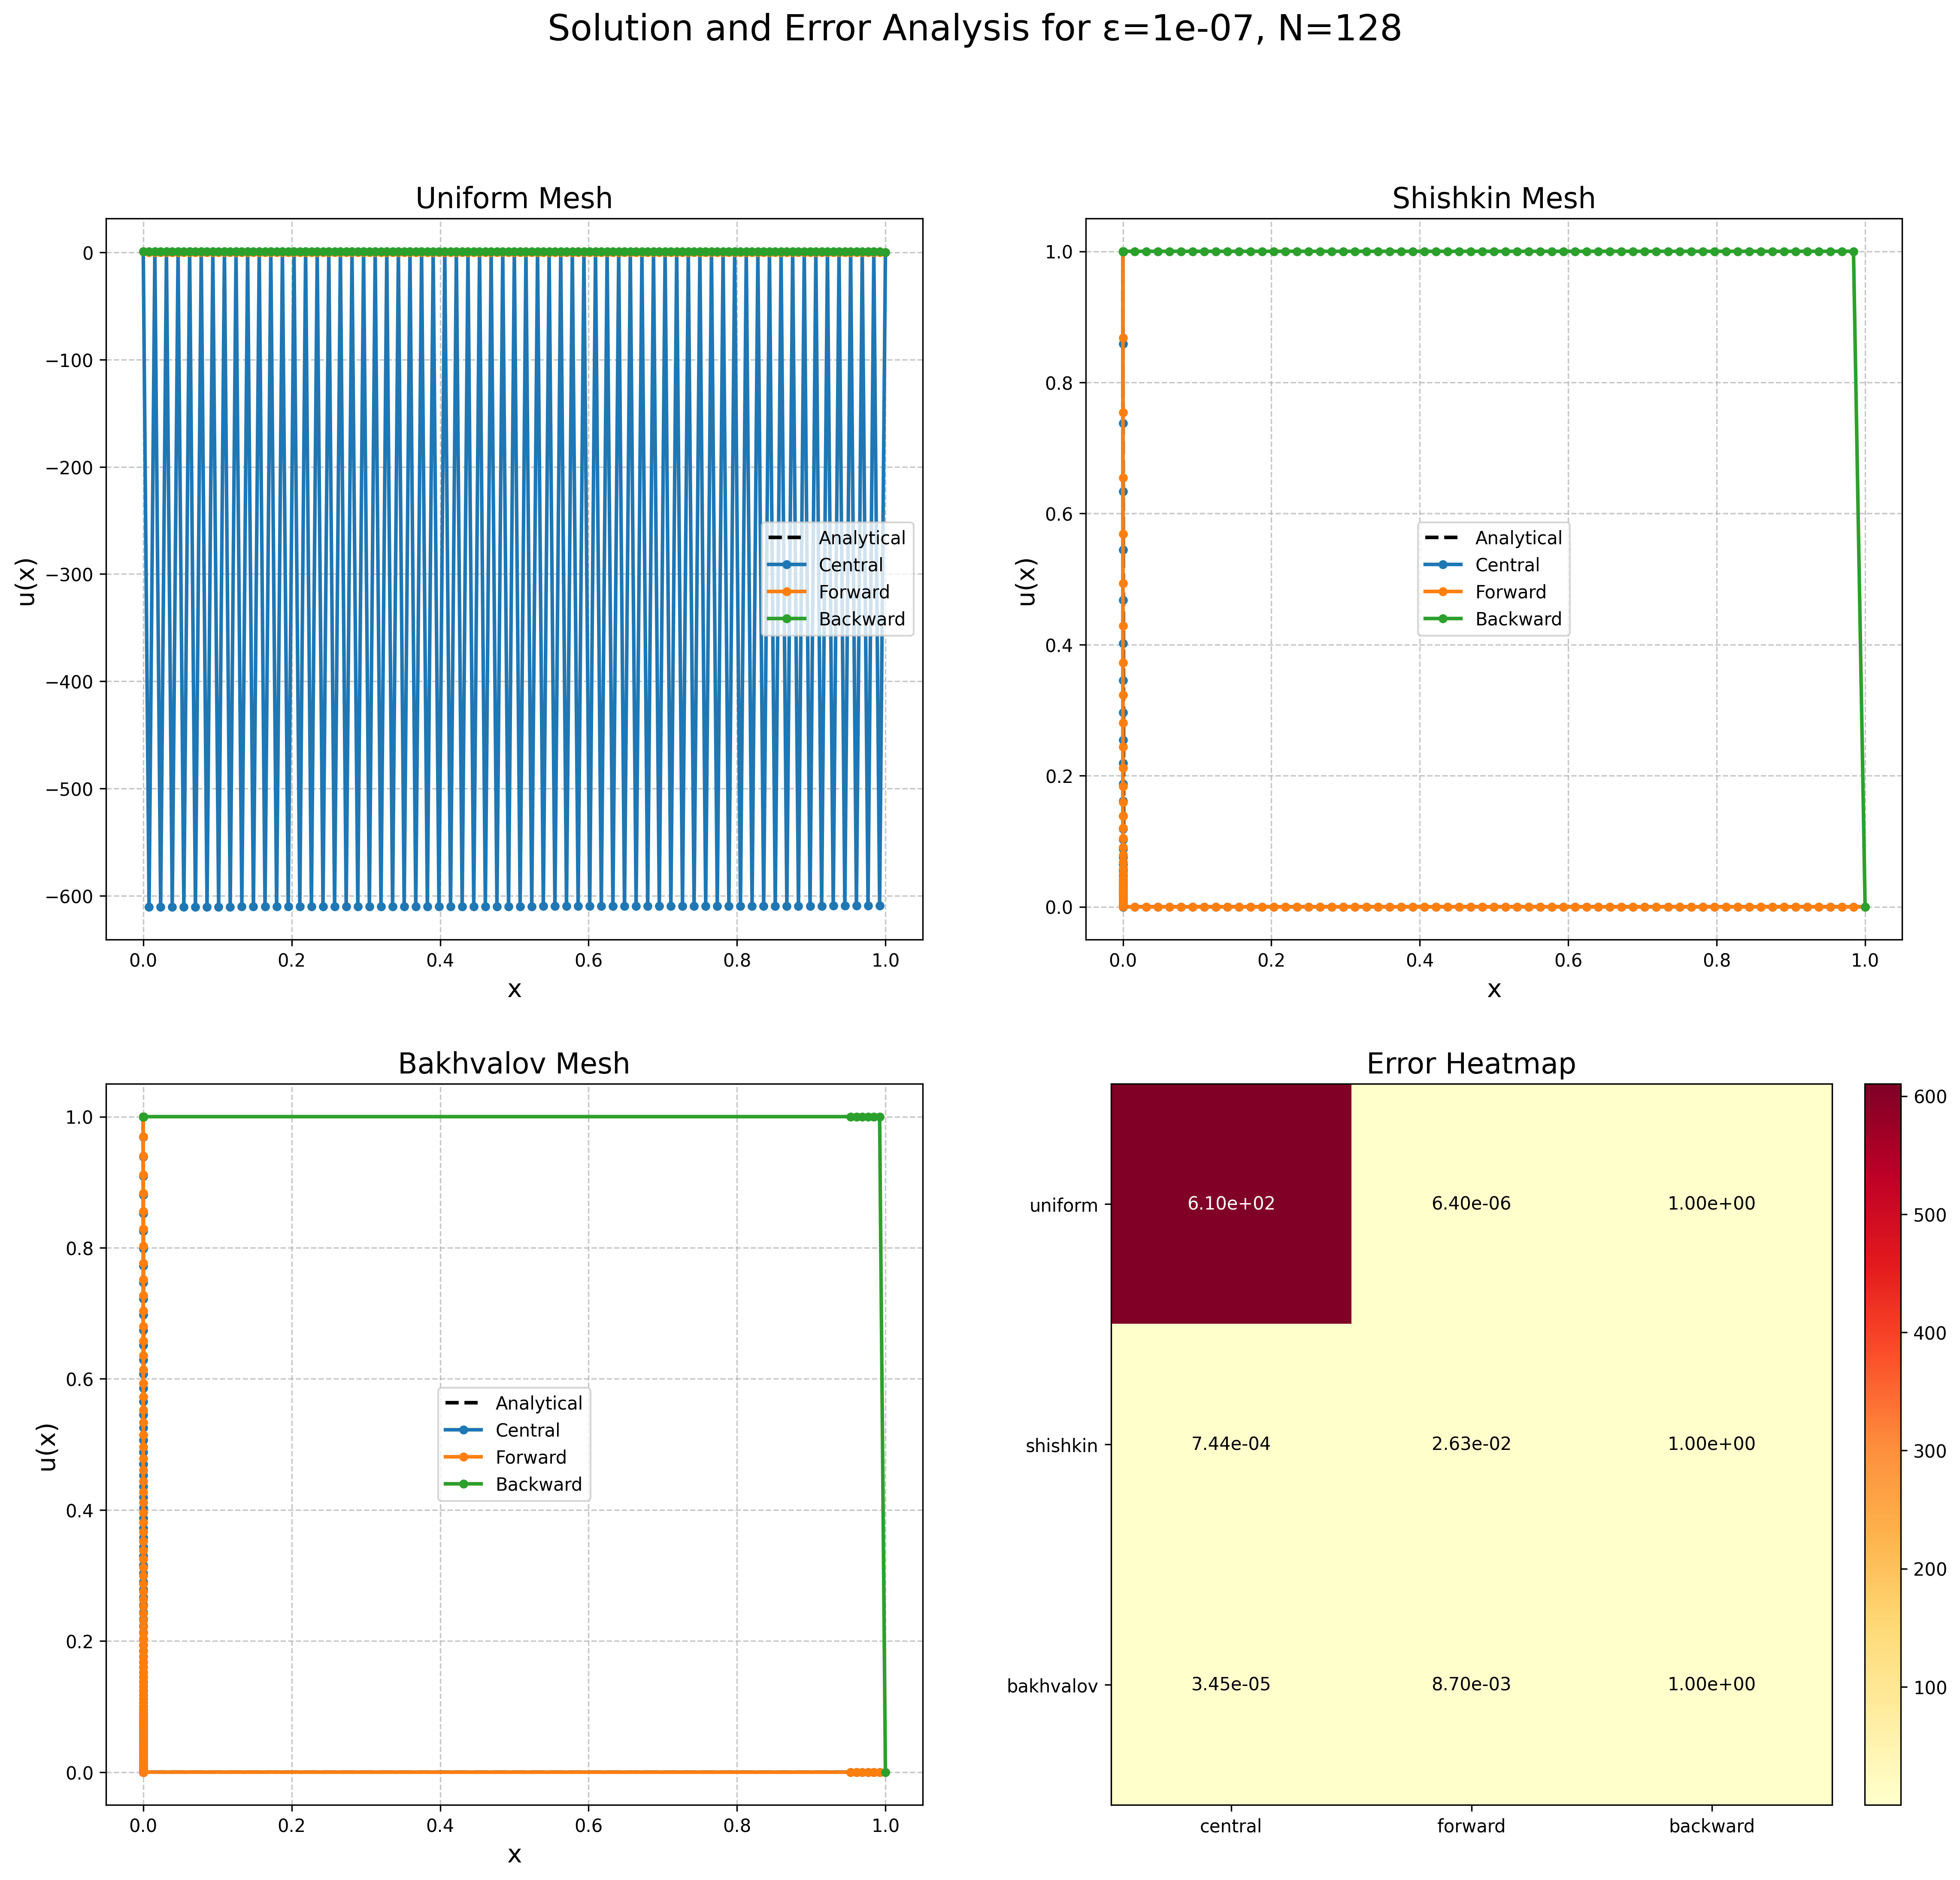 Solution and Error Analysis for ε=1e-07, N=128
Uniform Mesh
0
−100
−200
−300
−400
−500
−600
u(x)
0.0 0.2 0.4 0.6 0.8 1.0
x
Analytical
Central
Forward
Backward
Shishkin Mesh
1.0
0.8
0.6
0.4
0.2
0.0
u(x)
0.0 0.2 0.4 0.6 0.8 1.0
x
Analytical
Central
Forward
Backward
Bakhvalov Mesh
1.0
0.8
0.6
0.4
0.2
0.0
u(x)
0.0 0.2 0.4 0.6 0.8 1.0
x
Analytical
Central
Forward
Backward
Error Heatmap
uniform 6.10e+02 6.40e-06 1.00e+00
shishkin 7.44e-04 2.63e-02 1.00e+00
bakhvalov 3.45e-05 8.70e-03 1.00e+00
central forward backward
600
500
400
300
200
100